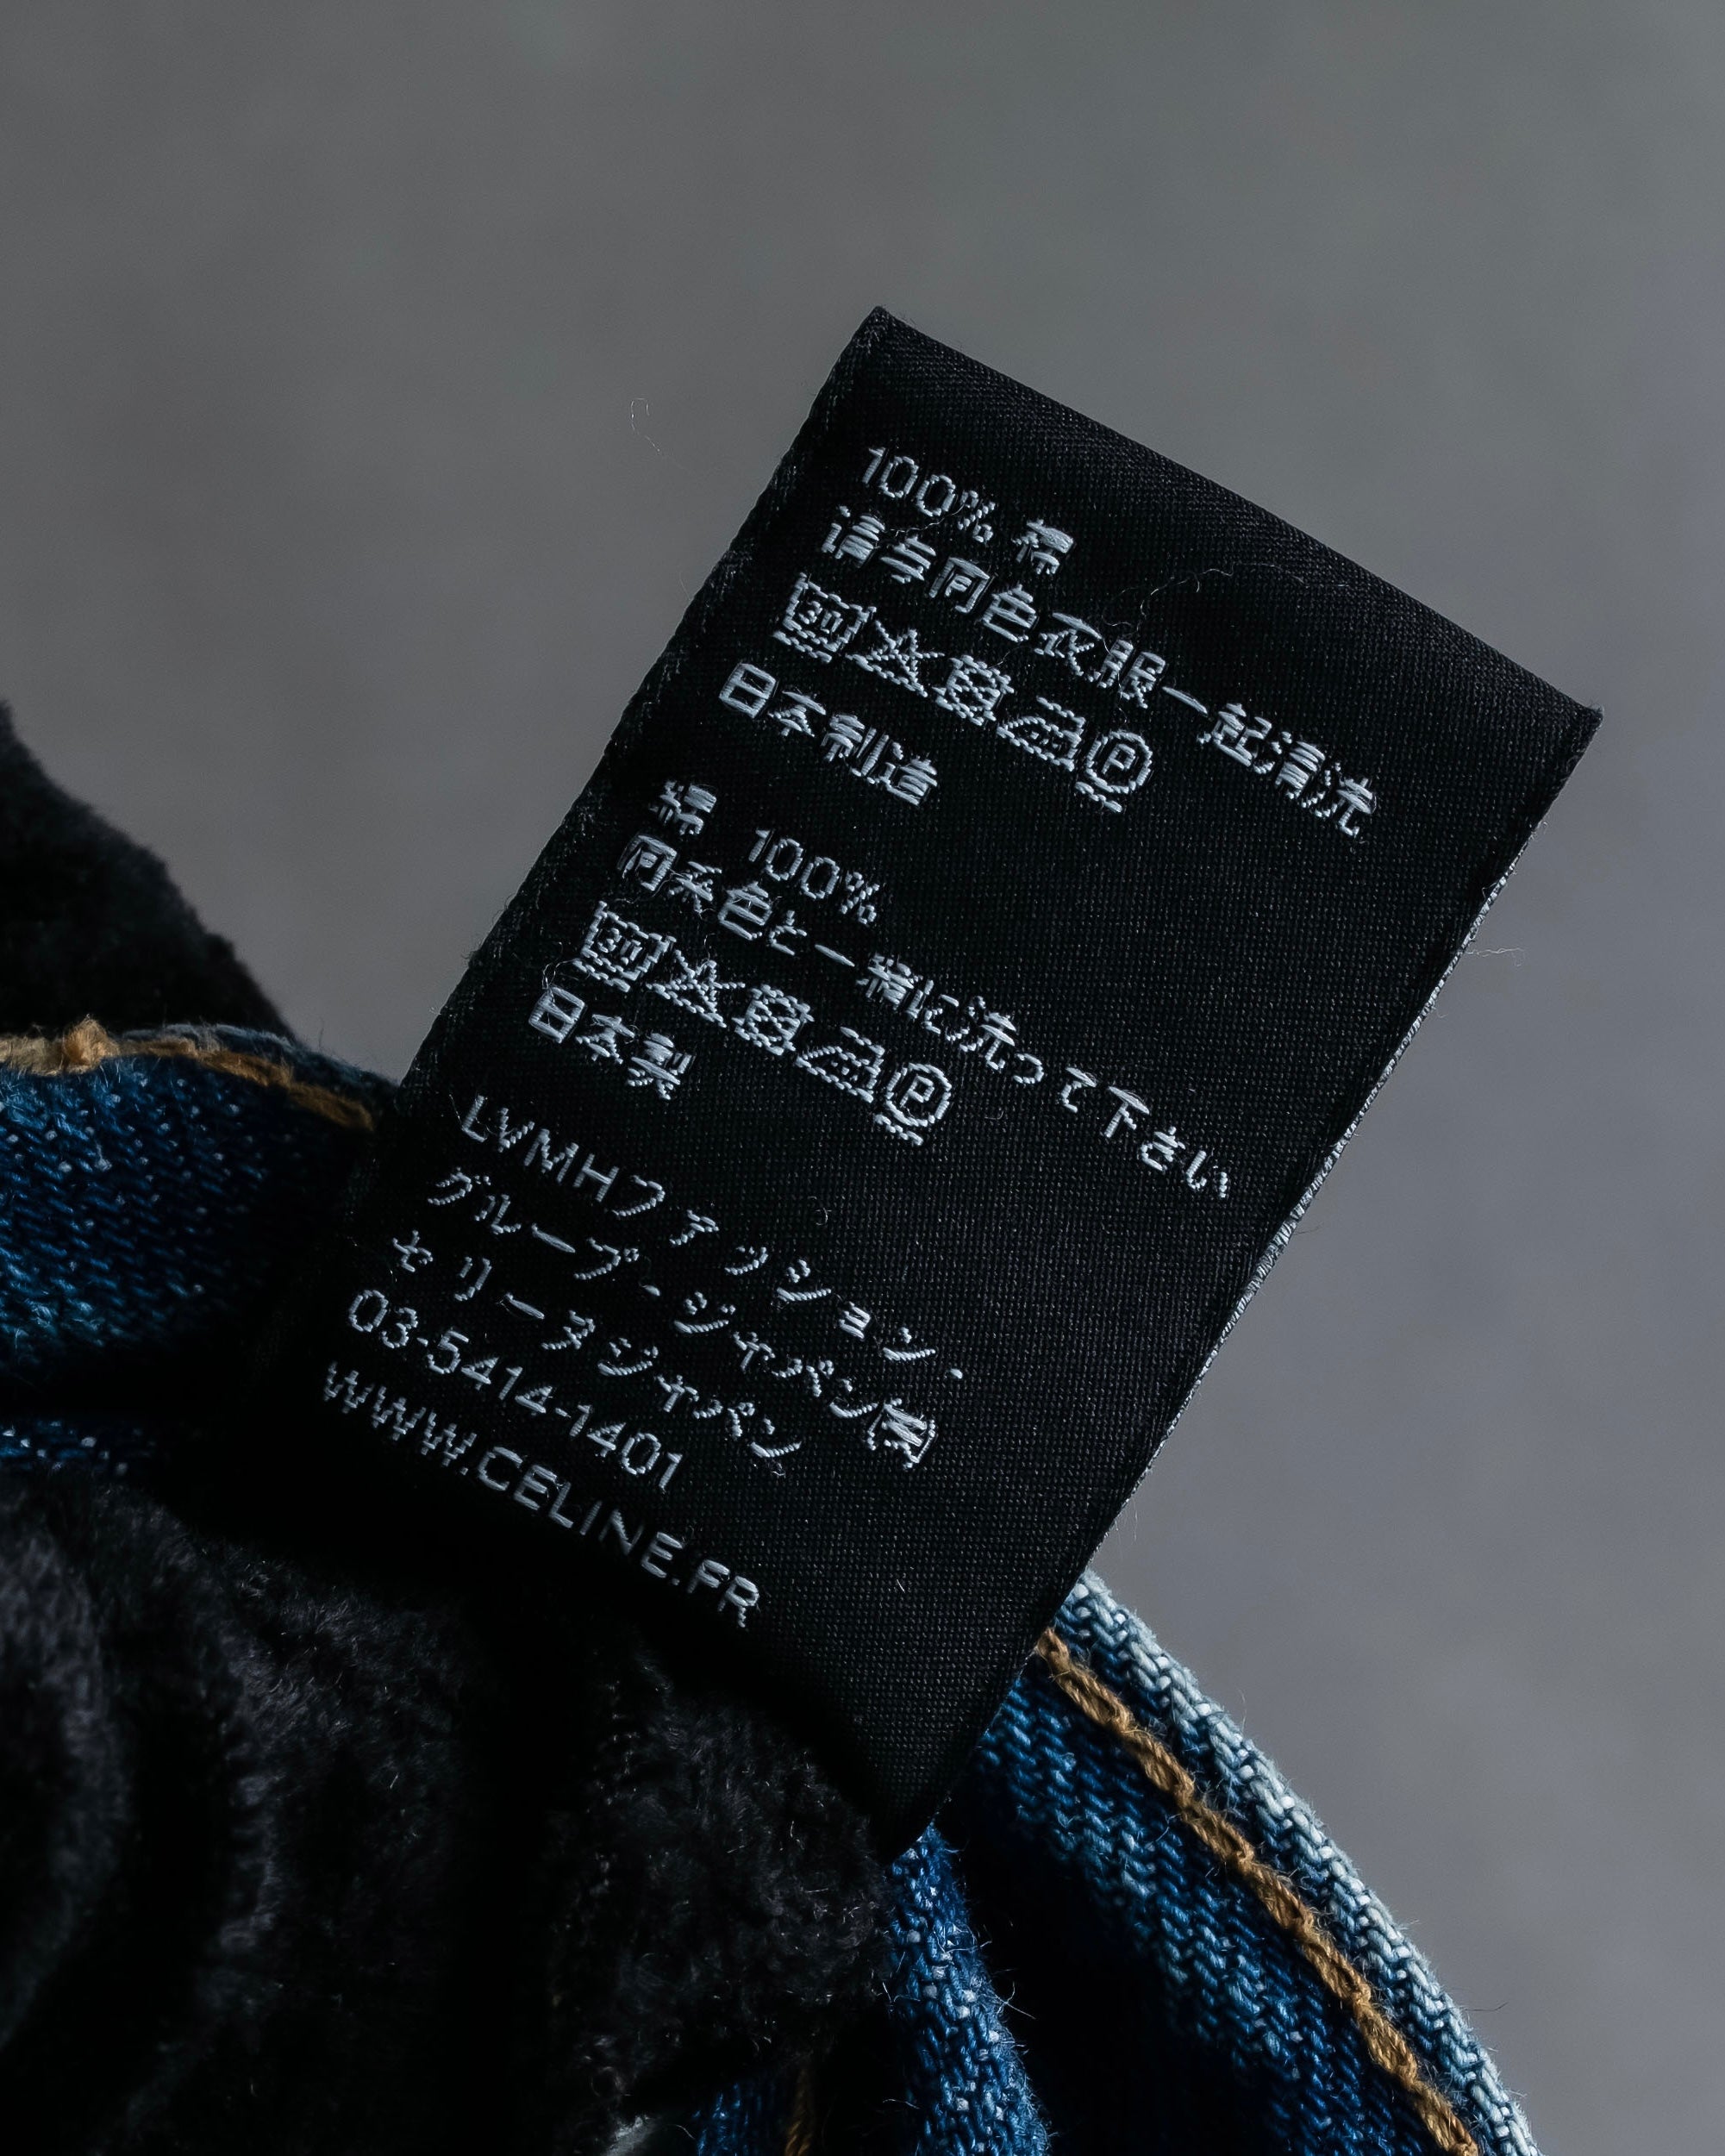 100% 棉
请与同色衣服一起清洗
30 P
日本制造
綿 100%
同系色と一緒に洗って下さい
30 P
日本製
LVMHファッション・
グループ・ジャパン㈱
セリーヌジャパン
03-5414-1401
WWW.CELINE.FR